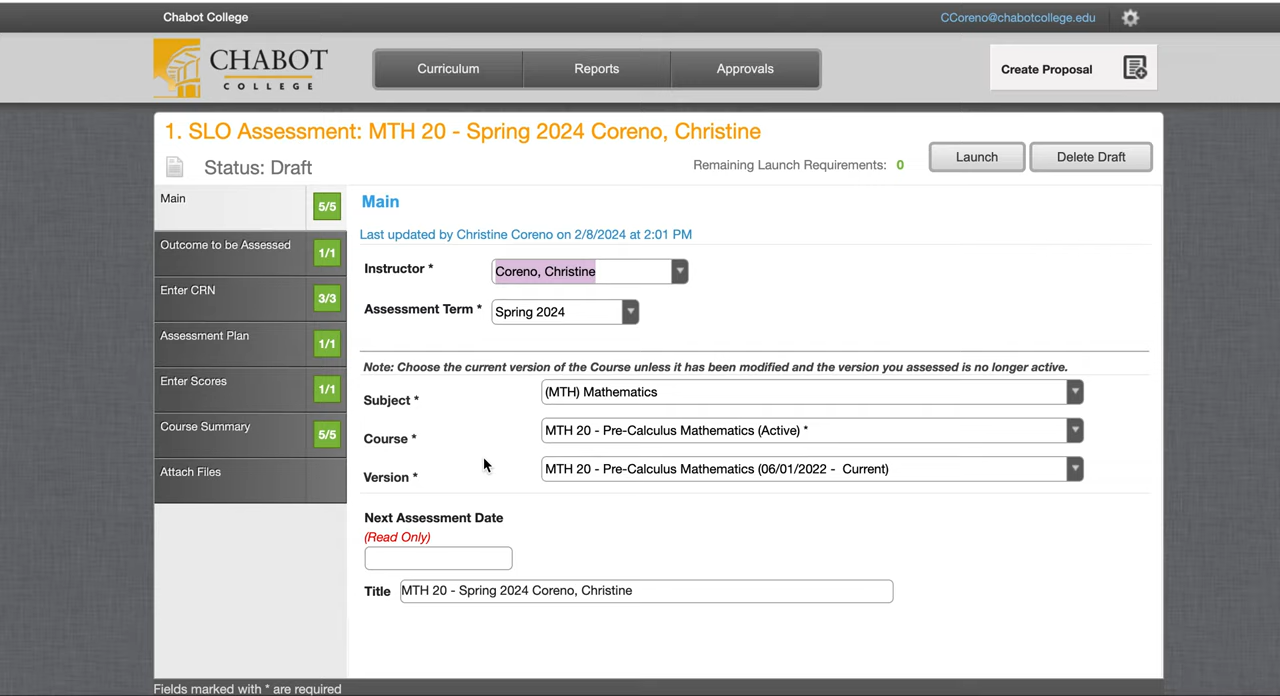 Chabot College
CCoreno@chabotcollege.edu
CHABOT
COLLEGE
Curriculum
Reports
Approvals
Create Proposal
1. SLO Assessment: MTH 20 - Spring 2024 Coreno, Christine
Status: Draft
Remaining Launch Requirements: 0
Launch
Delete Draft
Main
5/5
Outcome to be Assessed
1/1
Enter CRN
3/3
Assessment Plan
1/1
Enter Scores
1/1
Course Summary
5/5
Attach Files
Main
Last updated by Christine Coreno on 2/8/2024 at 2:01 PM
Instructor *
Coreno, Christine
Assessment Term *
Spring 2024
Note: Choose the current version of the Course unless it has been modified and the version you assessed is no longer active.
Subject *
(MTH) Mathematics
Course *
MTH 20 - Pre-Calculus Mathematics (Active) *
Version *
MTH 20 - Pre-Calculus Mathematics (06/01/2022 - Current)
Next Assessment Date
(Read Only)
Title
MTH 20 - Spring 2024 Coreno, Christine
Fields marked with * are required